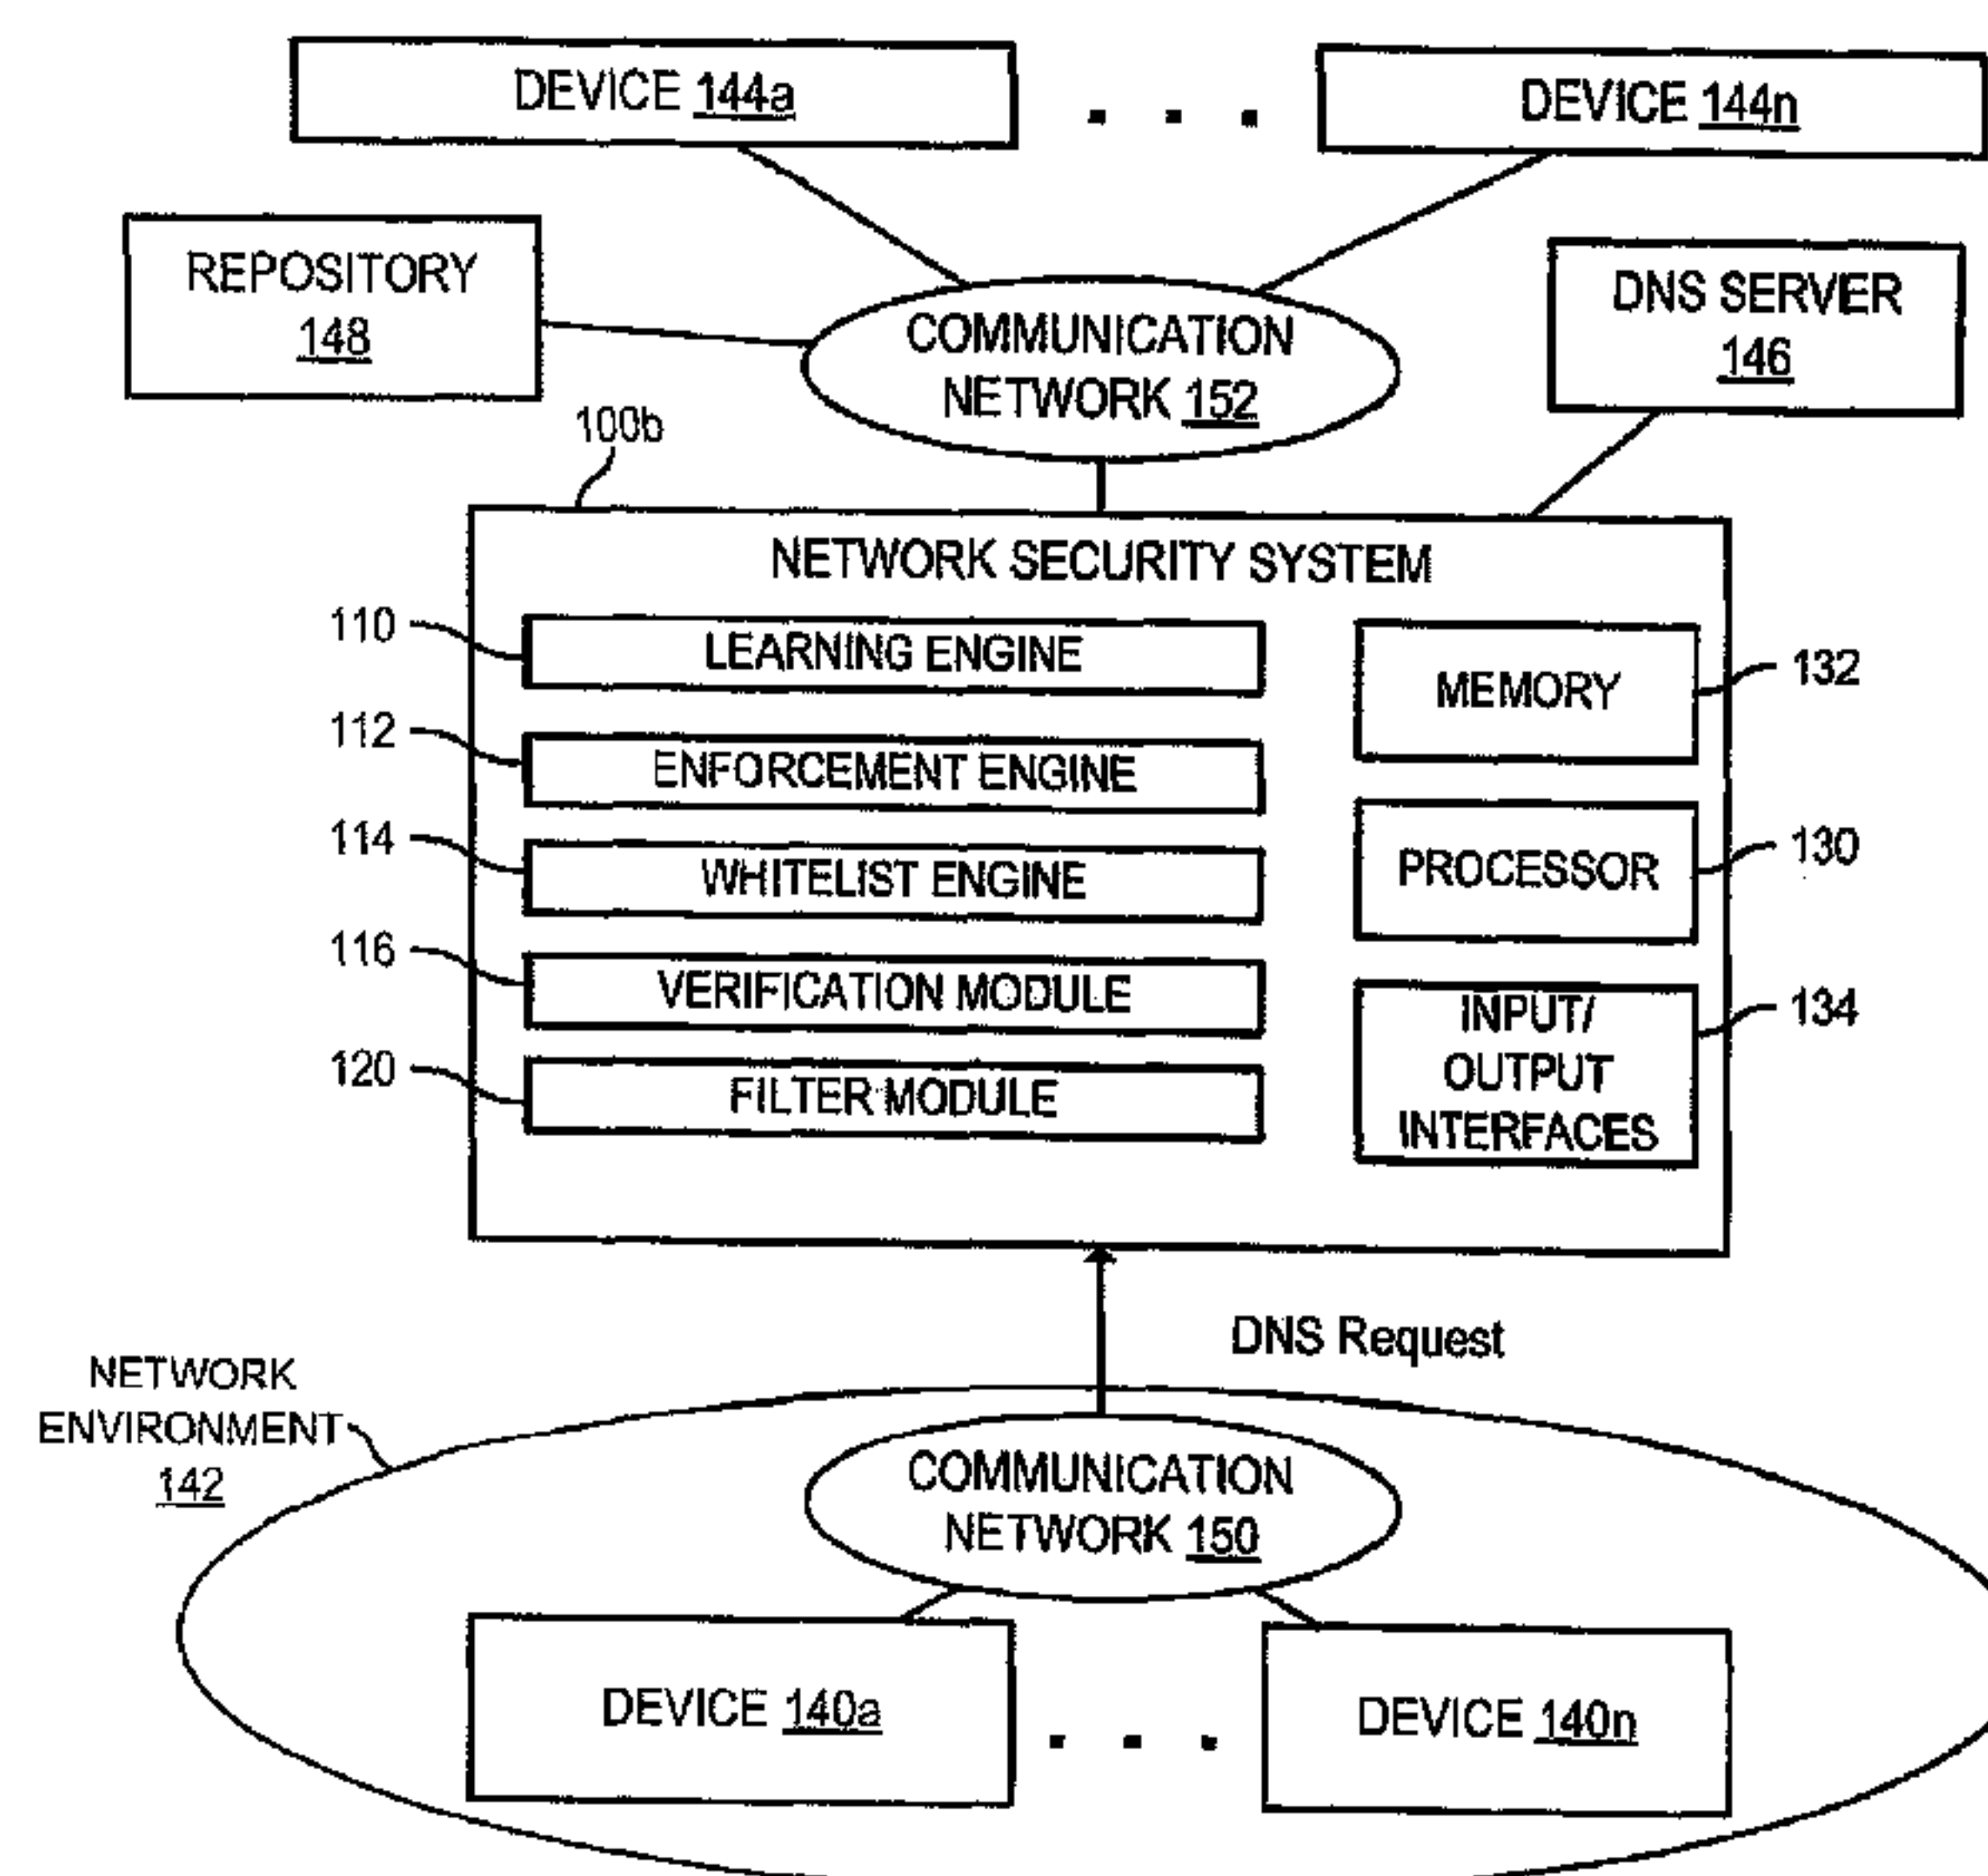 DEVICE 144a
. . .
DEVICE 144n
REPOSITORY
148
COMMUNICATION
NETWORK 152
DNS SERVER
146
100b
NETWORK SECURITY SYSTEM
110
LEARNING ENGINE
112
ENFORCEMENT ENGINE
114
WHITELIST ENGINE
116
VERIFICATION MODULE
120
FILTER MODULE
MEMORY
132
PROCESSOR
130
INPUT/
OUTPUT
INTERFACES
134
DNS Request
NETWORK
ENVIRONMENT
142
COMMUNICATION
NETWORK 150
DEVICE 140a
. . .
DEVICE 140n